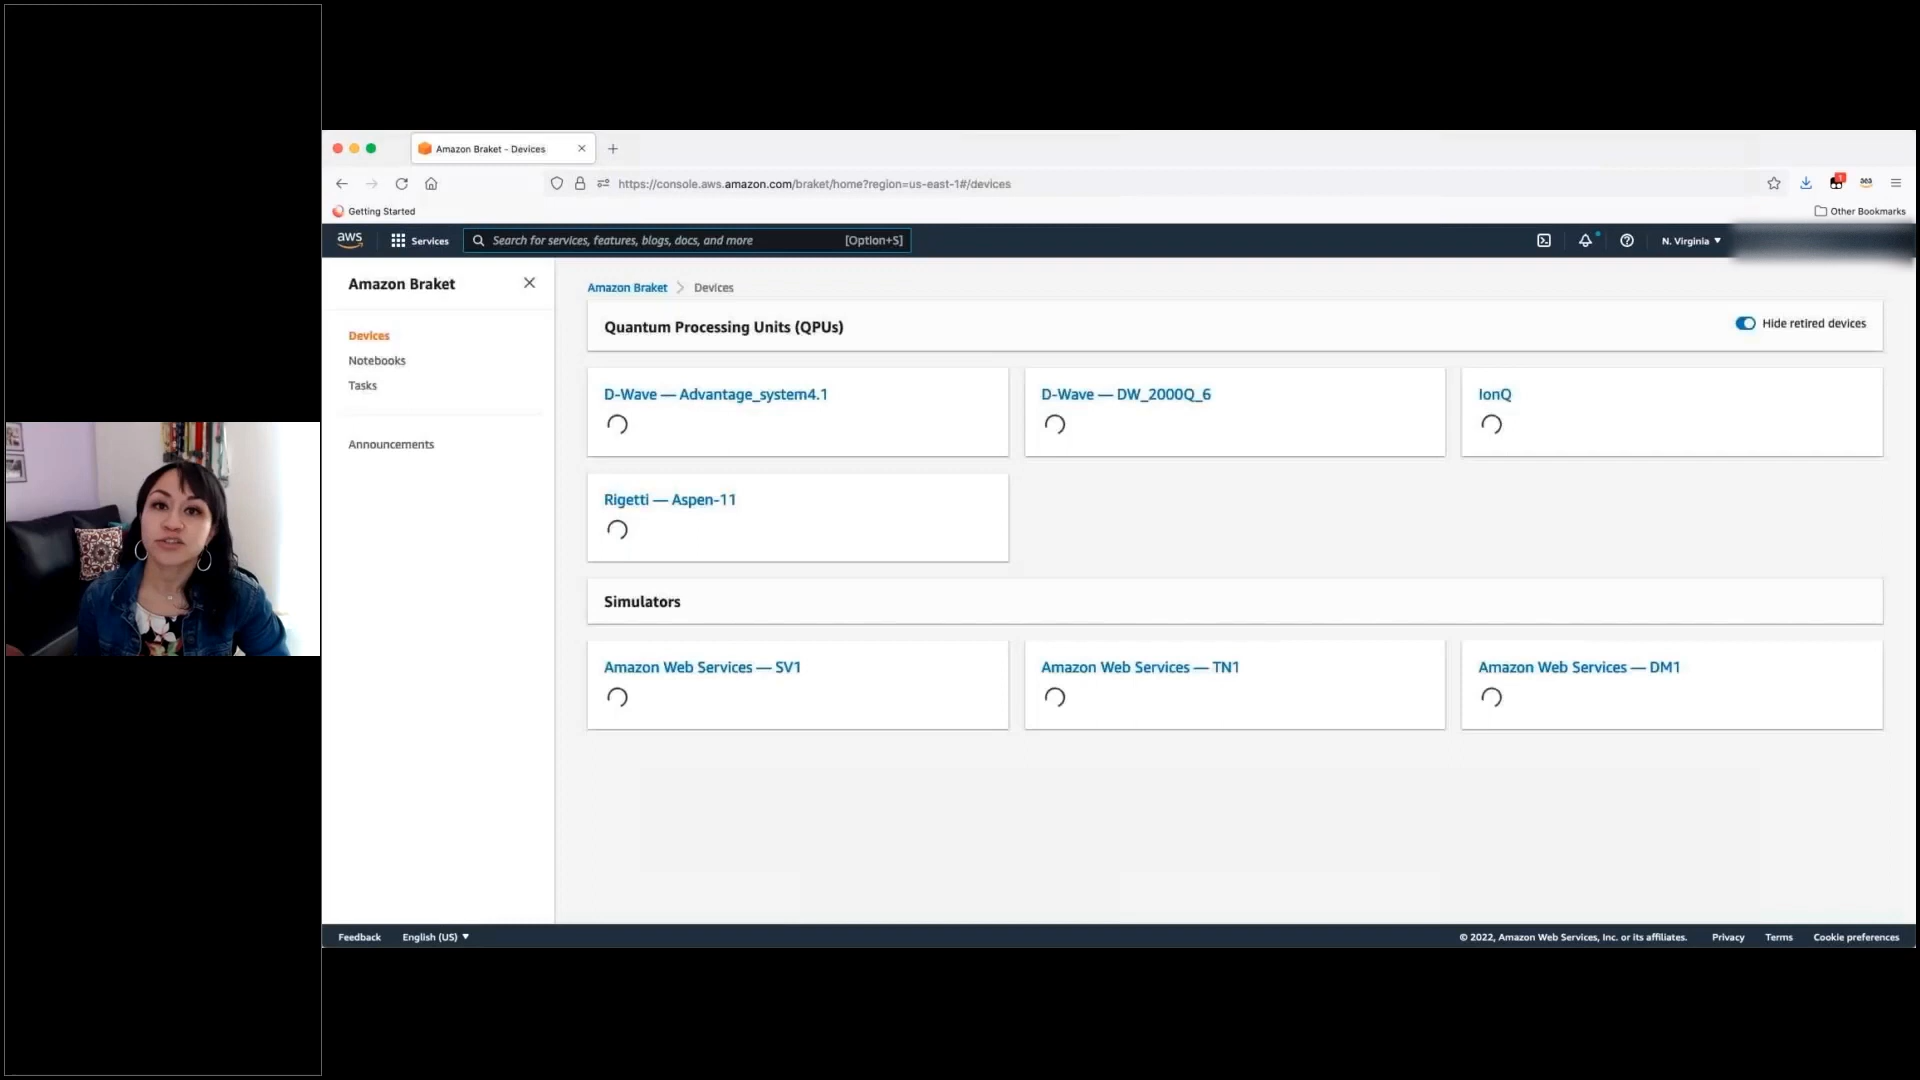 Amazon Braket - Devices
https://console.aws.amazon.com/braket/home?region=us-east-1#/devices
1
Getting Started
Other Bookmarks
aws
Services
Search for services, features, blogs, docs, and more
[Option+S]
N. Virginia
Amazon Braket
Devices
Notebooks
Tasks
Announcements
Amazon Braket
Devices
Quantum Processing Units (QPUs)
Hide retired devices
D-Wave — Advantage_system4.1
D-Wave — DW_2000Q_6
IonQ
Rigetti — Aspen-11
Simulators
Amazon Web Services — SV1
Amazon Web Services — TN1
Amazon Web Services — DM1
Feedback
English (US)
© 2022, Amazon Web Services, Inc. or its affiliates.
Privacy
Terms
Cookie preferences